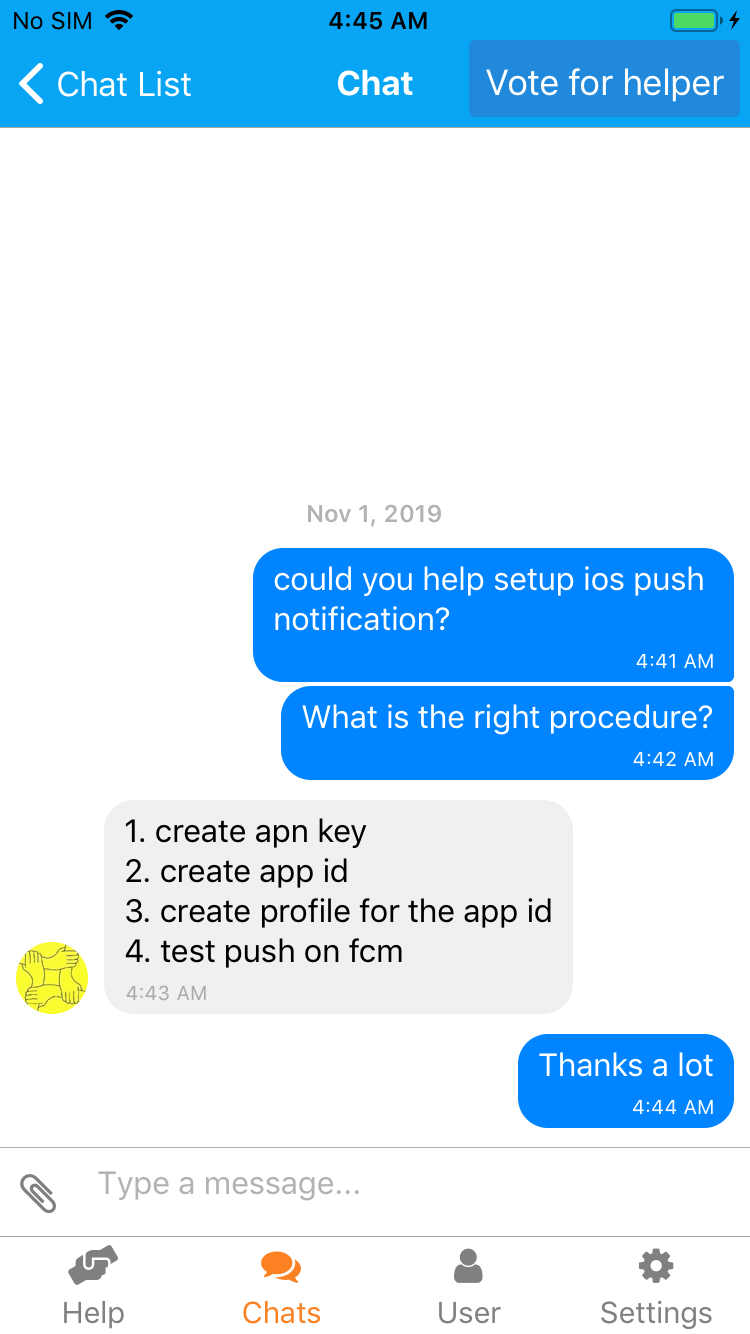 No SIM 4:45 AM
Chat List Chat Vote for helper
Nov 1, 2019
could you help setup ios push
notification?
4:41 AM
What is the right procedure?
4:42 AM
1. create apn key
2. create app id
3. create profile for the app id
4. test push on fcm
4:43 AM
Thanks a lot
4:44 AM
Type a message...
Help Chats User Settings